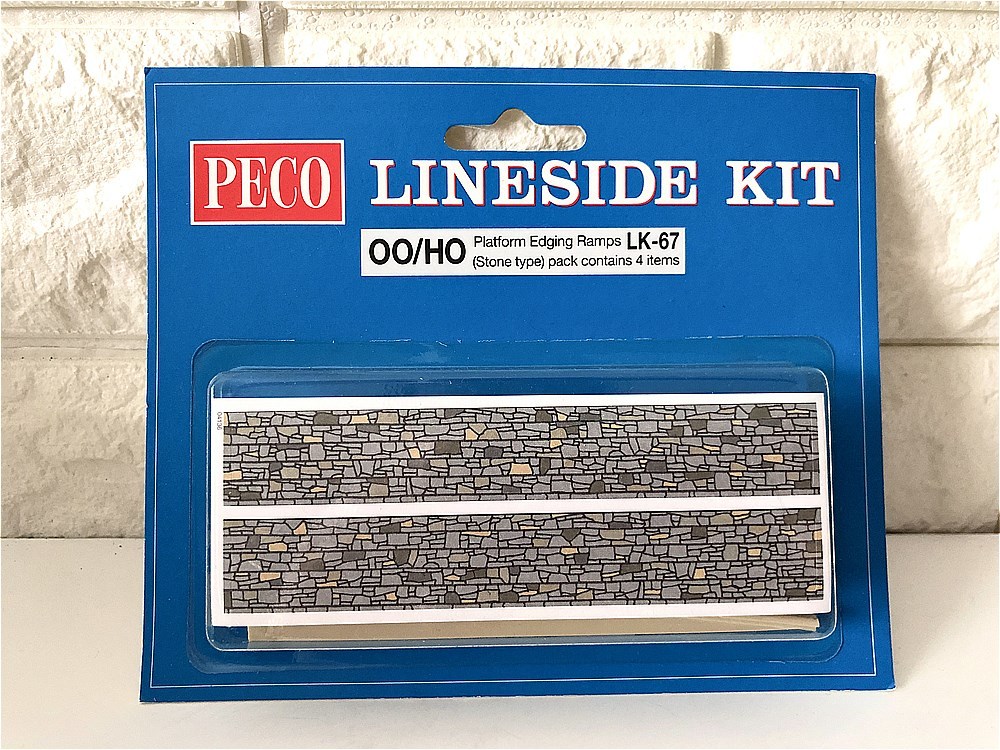 PECO
LINESIDE KIT
OO/HO
Platform Edging Ramps LK-67
(Stone type) pack contains 4 items